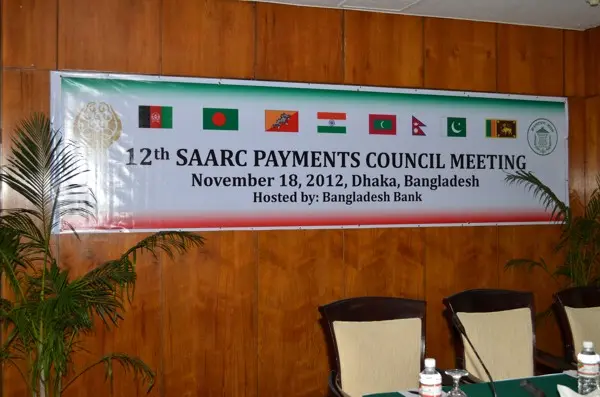 12th SAARC PAYMENTS COUNCIL MEETING
November 18, 2012, Dhaka, Bangladesh
Hosted by: Bangladesh Bank